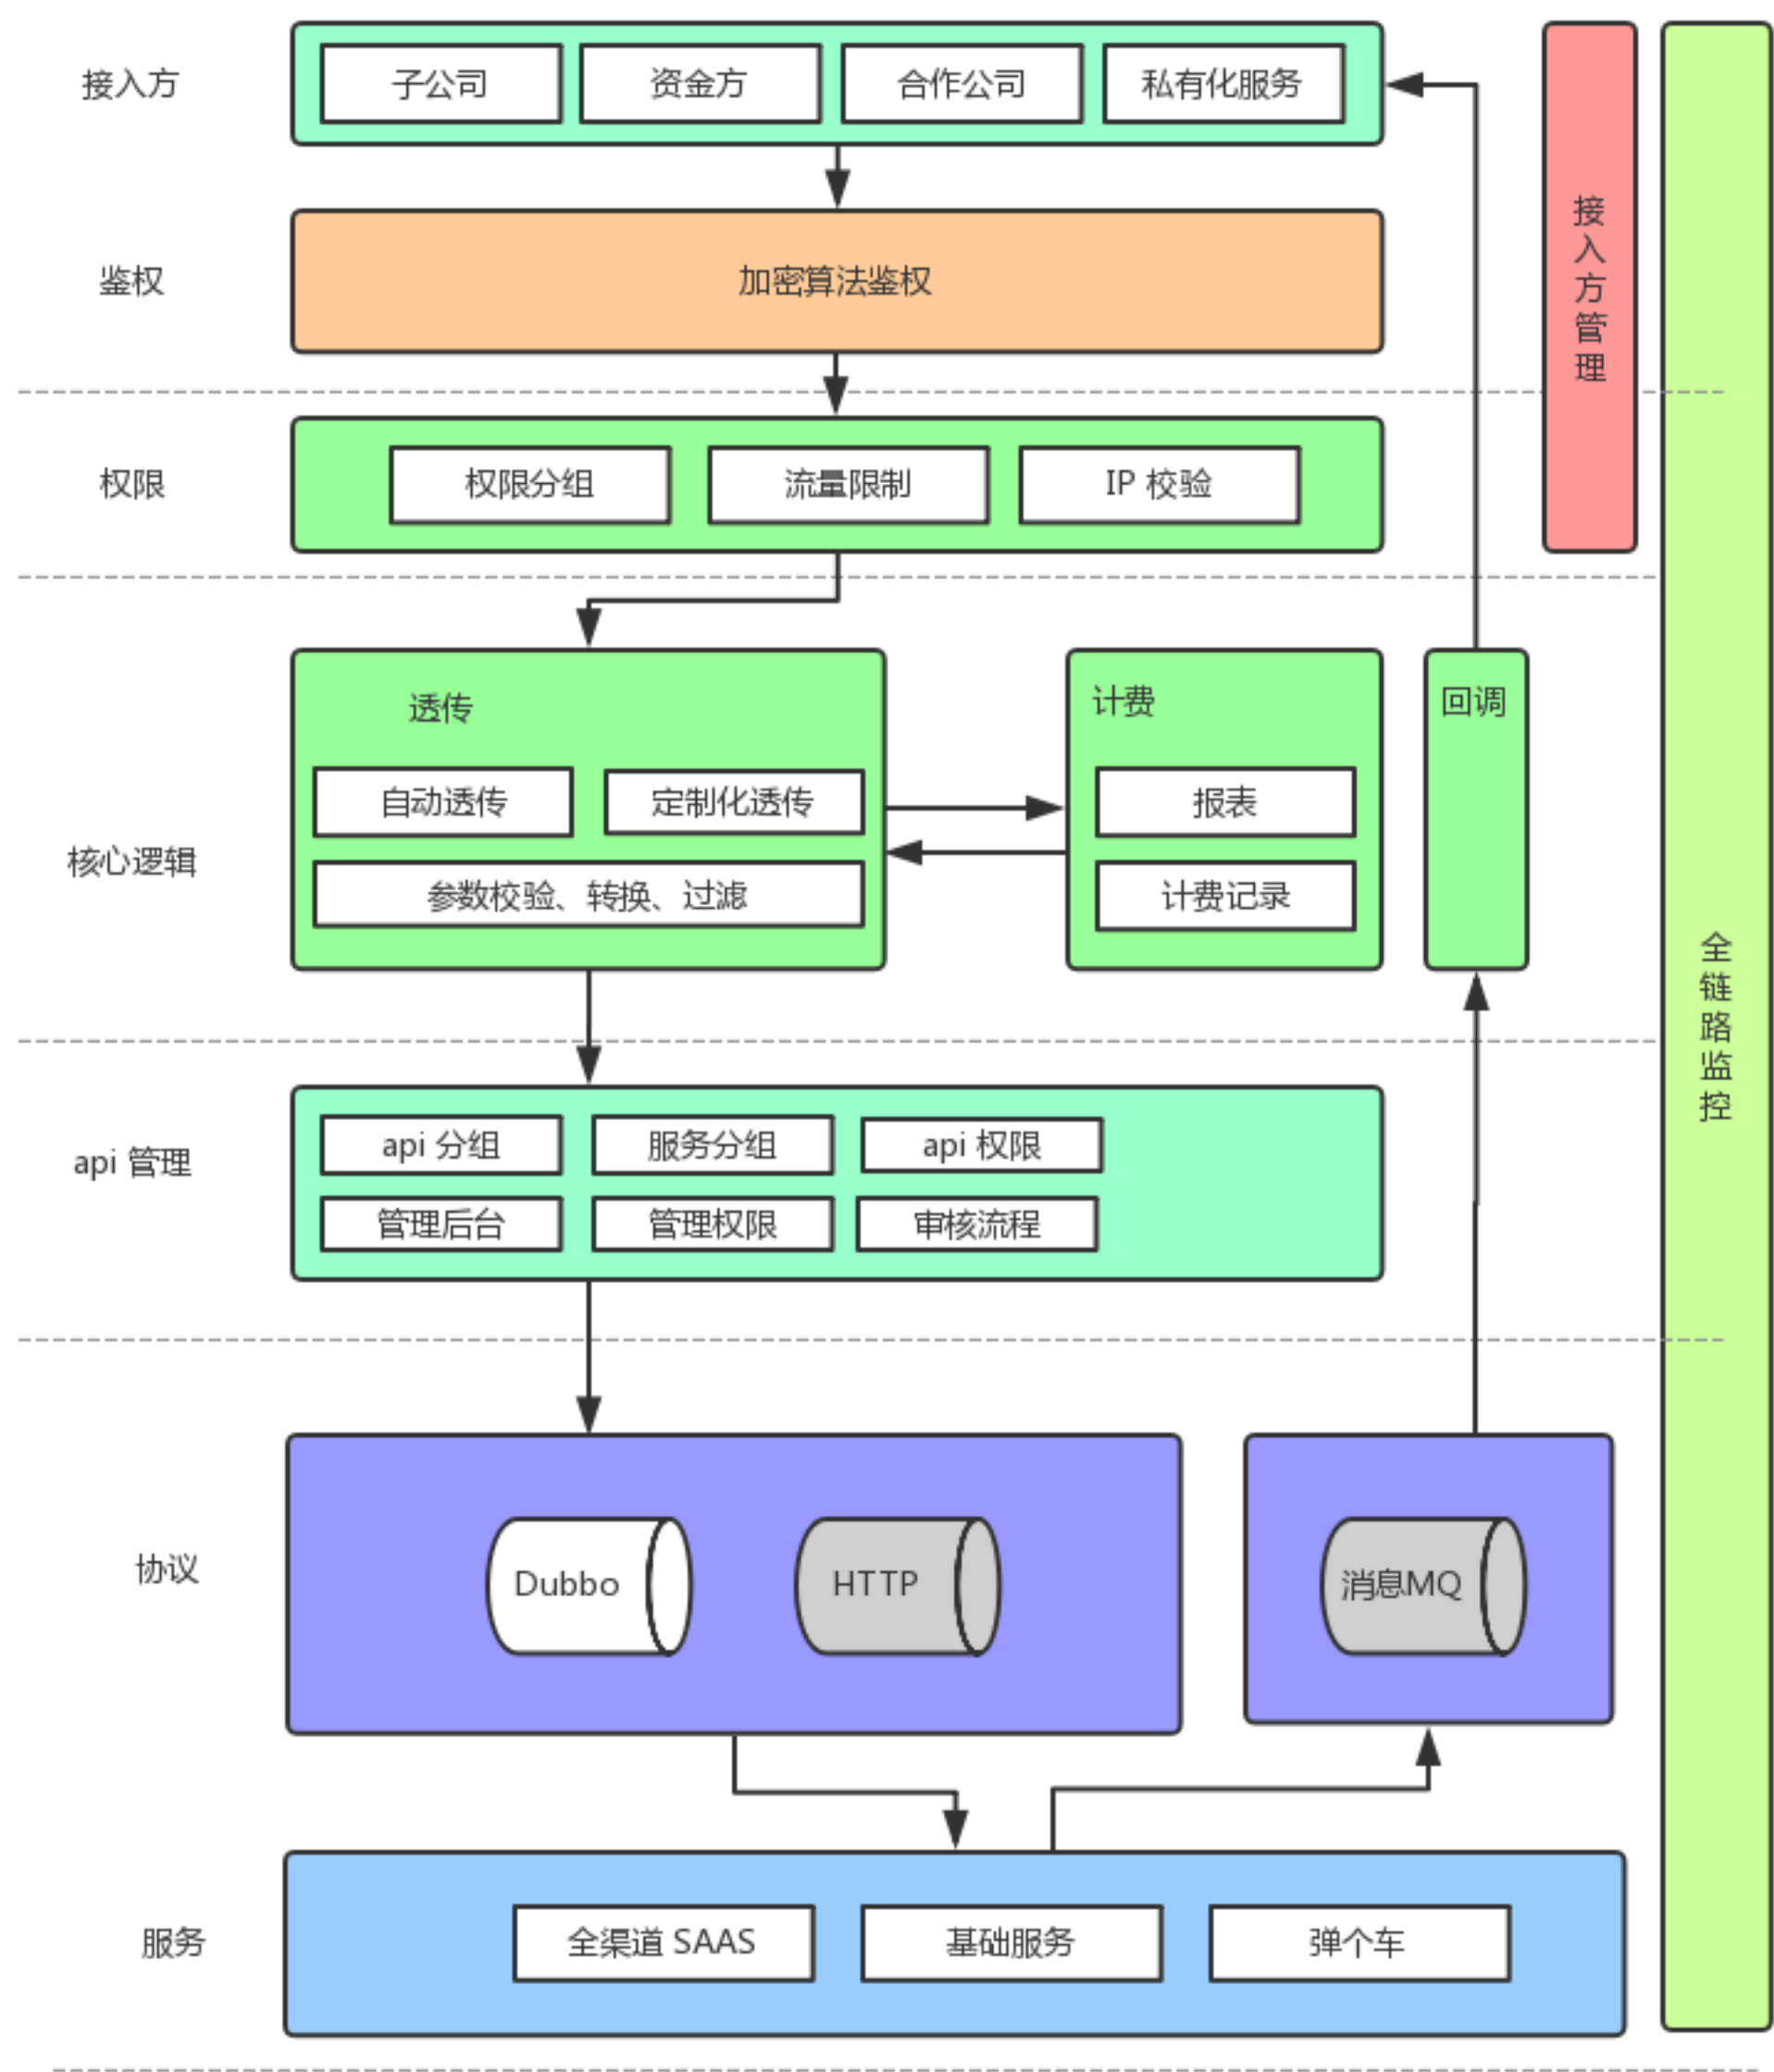 接入方
子公司
资金方
合作公司
私有化服务
鉴权
加密算法鉴权
接入方管理
权限
权限分组
流量限制
IP 校验
核心逻辑
透传
自动透传
定制化透传
参数校验、转换、过滤
计费
报表
计费记录
回调
全链路监控
api 管理
api 分组
服务分组
api 权限
管理后台
管理权限
审核流程
协议
Dubbo
HTTP
消息MQ
服务
全渠道 SAAS
基础服务
弹个车